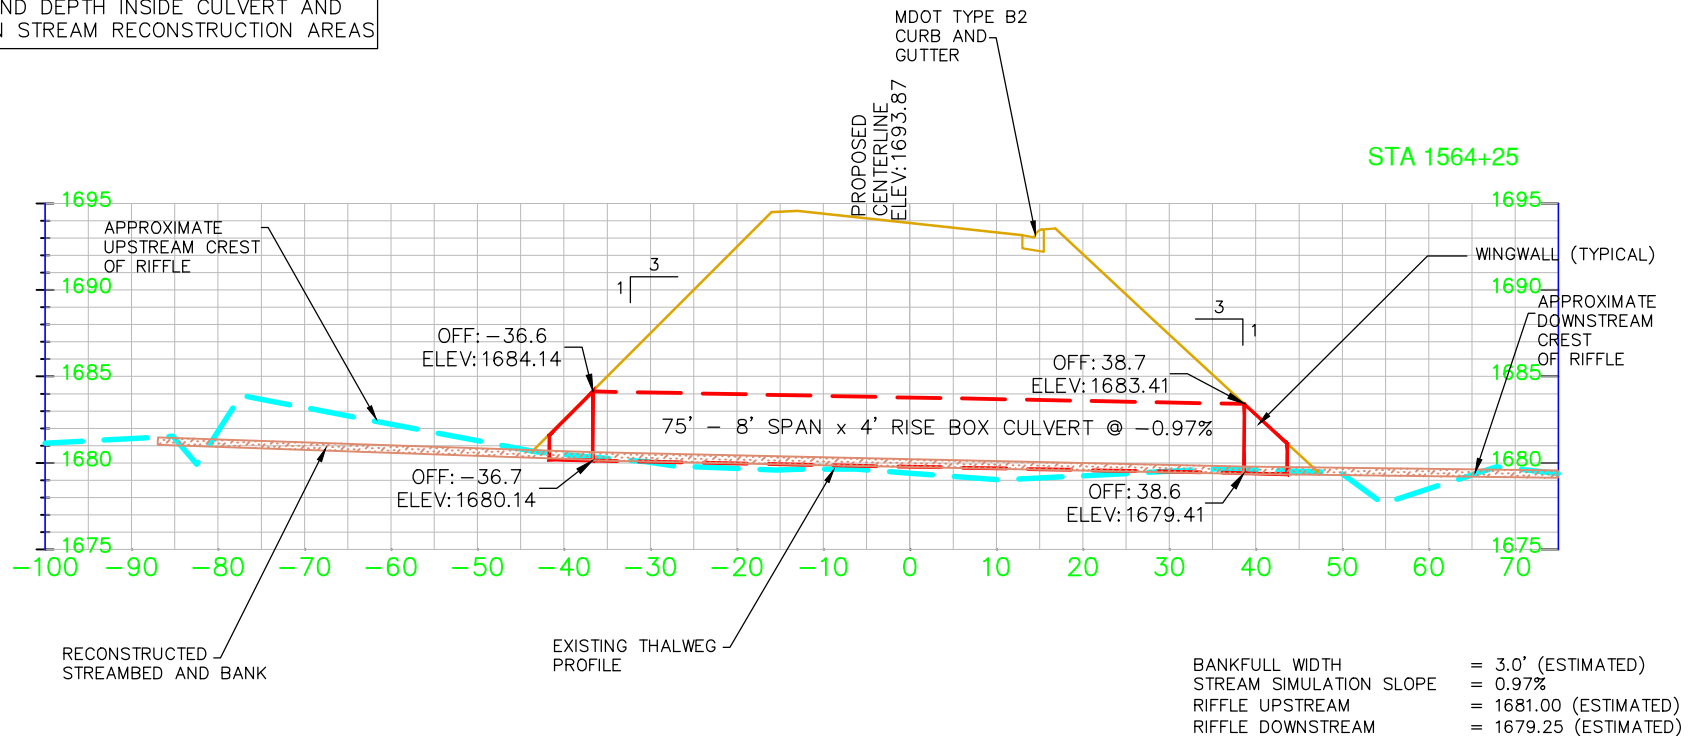 ND DEPTH INSIDE CULVERT AND
STREAM RECONSTRUCTION AREAS
MDOT TYPE B2
CURB AND
GUTTER
PROPOSED
CENTERLINE
ELEV:1693.87
STA 1564+25
1695
1695
APPROXIMATE
UPSTREAM CREST
OF RIFFLE
WINGWALL (TYPICAL)
3
1
1690
1690
APPROXIMATE
DOWNSTREAM
CREST
OF RIFFLE
3
1
OFF:-36.6
ELEV:1684.14
OFF:38.7
ELEV:1683.41
1685
1685
75' - 8' SPAN x 4' RISE BOX CULVERT @ -0.97%
1680
1680
OFF:-36.7
ELEV:1680.14
OFF:38.6
ELEV:1679.41
1675
1675
-100 -90 -80 -70 -60 -50 -40 -30 -20 -10 0 10 20 30 40 50 60 70
RECONSTRUCTED
STREAMBED AND BANK
EXISTING THALWEG
PROFILE
BANKFULL WIDTH = 3.0' (ESTIMATED)
STREAM SIMULATION SLOPE = 0.97%
RIFFLE UPSTREAM = 1681.00 (ESTIMATED)
RIFFLE DOWNSTREAM = 1679.25 (ESTIMATED)